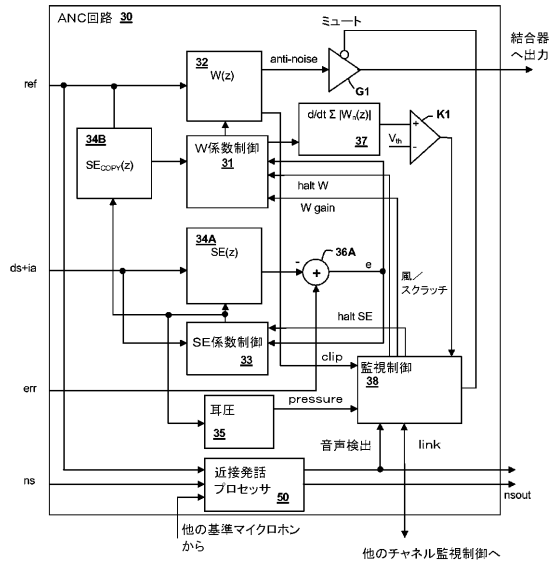 ANC回路 30
ミュート
結合器
へ出力
ref
32
W(z)
anti-noise
G1
34B
SECOPY(z)
W係数制御
31
d/dt Σ |Wn(z)|
37
K1
+
Vth
-
halt W
W gain
34A
SE(z)
36A
-
+
e
ds+ia
風／
スクラッチ
halt SE
SE係数制御
33
clip
監視制御
38
err
耳圧
35
pressure
音声検出
link
ns
近接発話
プロセッサ
50
nsout
他の基準マイクロホン
から
他のチャネル監視制御へ